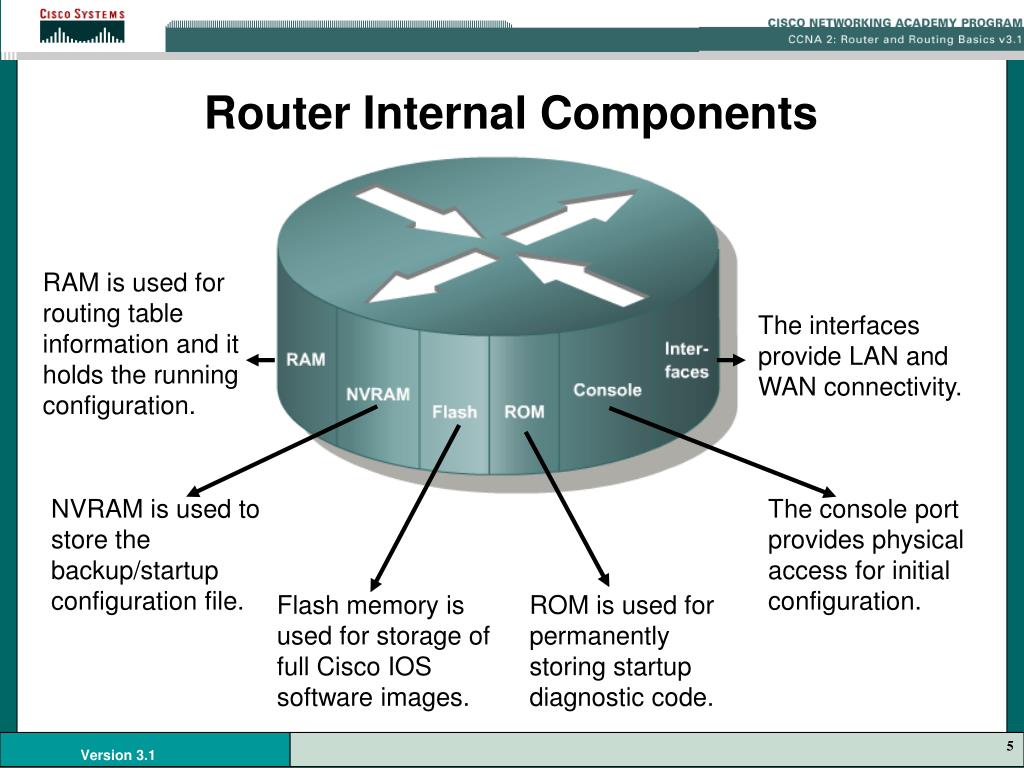 CISCO SYSTEMS
CISCO NETWORKING ACADEMY PROGRAM
CCNA 2: Router and Routing Basics v3.1
Router Internal Components
RAM is used for
routing table
information and it
holds the running
configuration.
RAM
NVRAM
Flash
ROM
Console
Inter-
faces
The interfaces
provide LAN and
WAN connectivity.
NVRAM is used to
store the
backup/startup
configuration file.
Flash memory is
used for storage of
full Cisco IOS
software images.
ROM is used for
permanently
storing startup
diagnostic code.
The console port
provides physical
access for initial
configuration.
Version 3.1
5